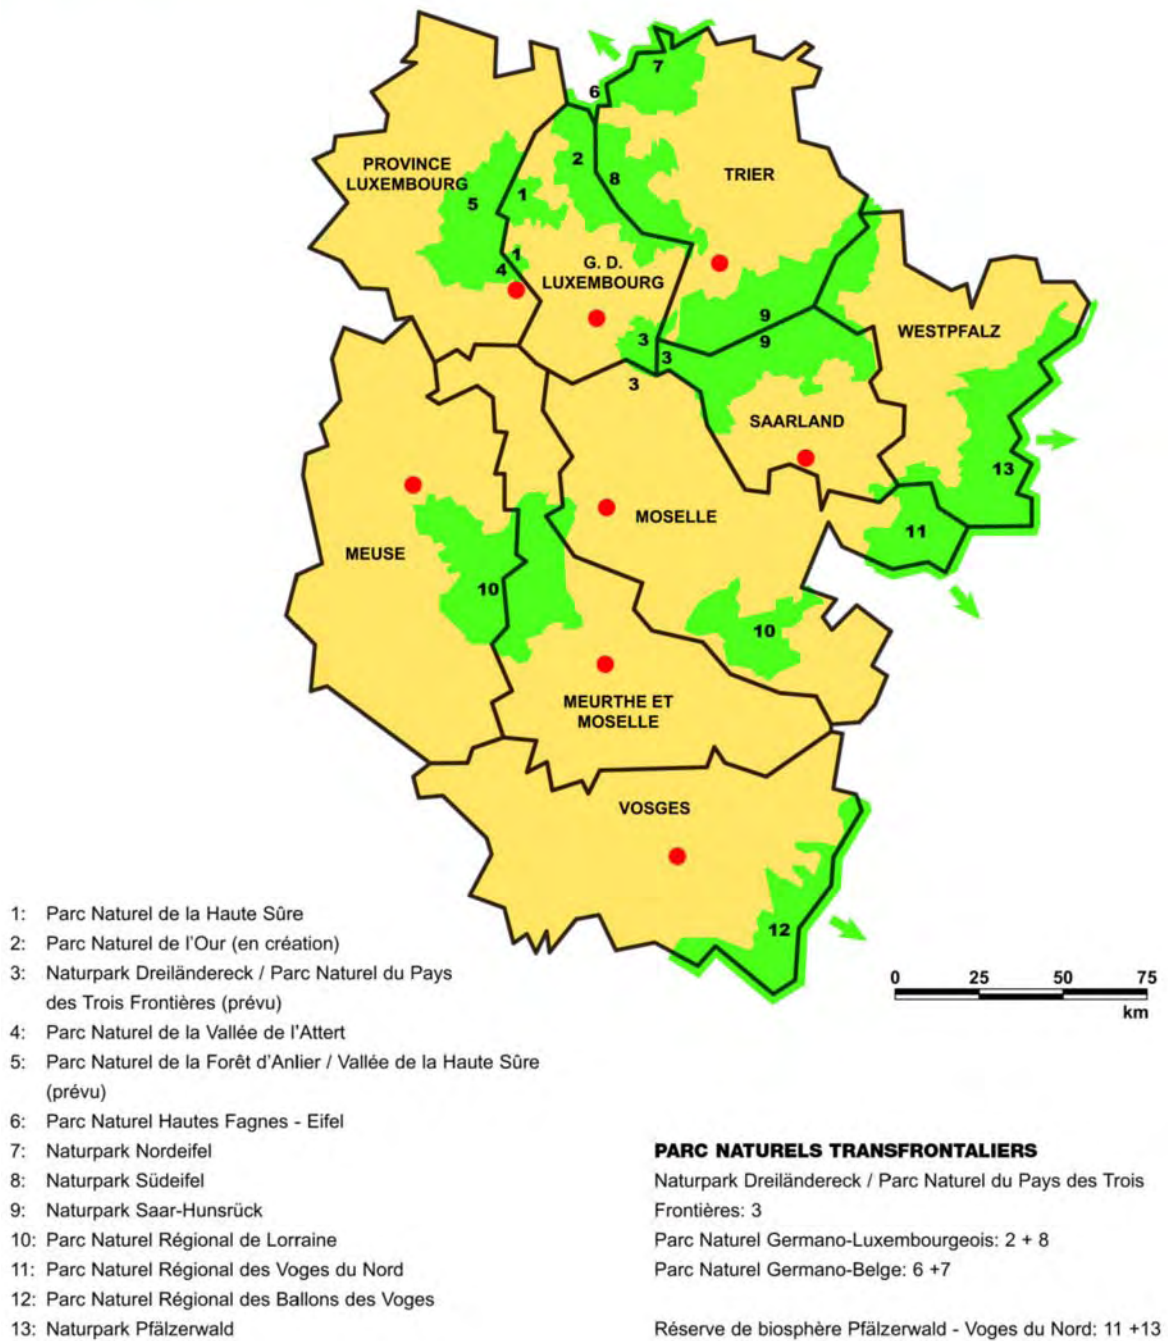 7
6
2
8
PROVINCE
LUXEMBOURG
TRIER
5
1
1
4
G. D.
LUXEMBOURG
9
9
WESTPFALZ
3
3
3
SAARLAND
13
MOSELLE
11
MEUSE
10
10
MEURTHE ET
MOSELLE
VOSGES
12
0 25 50 75
km
1: Parc Naturel de la Haute Sûre
2: Parc Naturel de l'Our (en création)
3: Naturpark Dreiländereck / Parc Naturel du Pays
des Trois Frontières (prévu)
4: Parc Naturel de la Vallée de l'Attert
5: Parc Naturel de la Forêt d'Anlier / Vallée de la Haute Sûre
(prévu)
6: Parc Naturel Hautes Fagnes - Eifel
7: Naturpark Nordeifel
8: Naturpark Südeifel
9: Naturpark Saar-Hunsrück
10: Parc Naturel Régional de Lorraine
11: Parc Naturel Régional des Voges du Nord
12: Parc Naturel Régional des Ballons des Voges
13: Naturpark Pfälzerwald
PARC NATURELS TRANSFRONTALIERS
Naturpark Dreiländereck / Parc Naturel du Pays des Trois
Frontières: 3
Parc Naturel Germano-Luxembourgeois: 2 + 8
Parc Naturel Germano-Belge: 6 +7
Réserve de biosphère Pfälzerwald - Voges du Nord: 11 +13